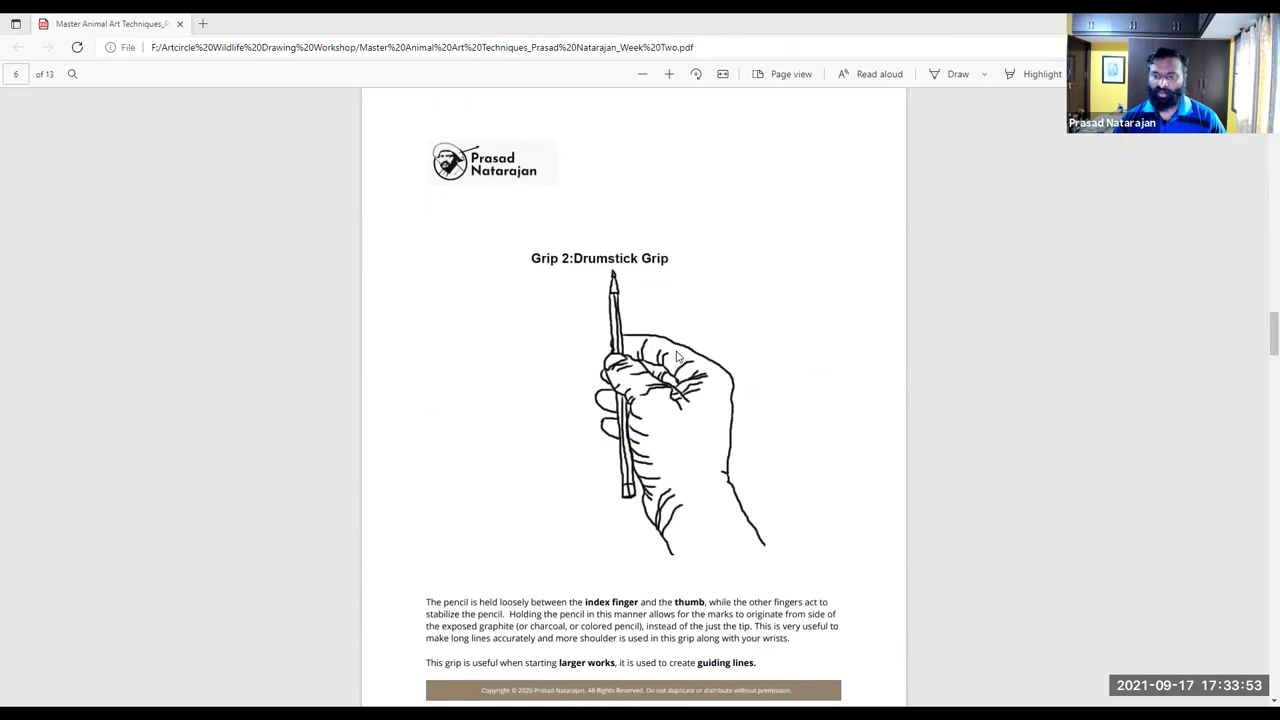 Master Animal Art Techniques_P
File
F:/Artcircle%20Wildlife%20Drawing%20Workshop/Master%20Animal%20Art%20Techniques_Prasad%20Natarajan_Week%20Two.pdf
6 of 13
Page view
Read aloud
Draw
Highlight
Prasad Natarajan
Prasad
Natarajan
Grip 2:Drumstick Grip
The pencil is held loosely between the index finger and the thumb, while the other fingers act to
stabilize the pencil. Holding the pencil in this manner allows for the marks to originate from side of
the exposed graphite (or charcoal, or colored pencil), instead of the just the tip. This is very useful to
make long lines accurately and more shoulder is used in this grip along with your wrists.
This grip is useful when starting larger works, it is used to create guiding lines.
Copyright © 2020 Prasad Natarajan. All Rights Reserved. Do not duplicate or distribute without premission.
2021-09-17 17:33:53